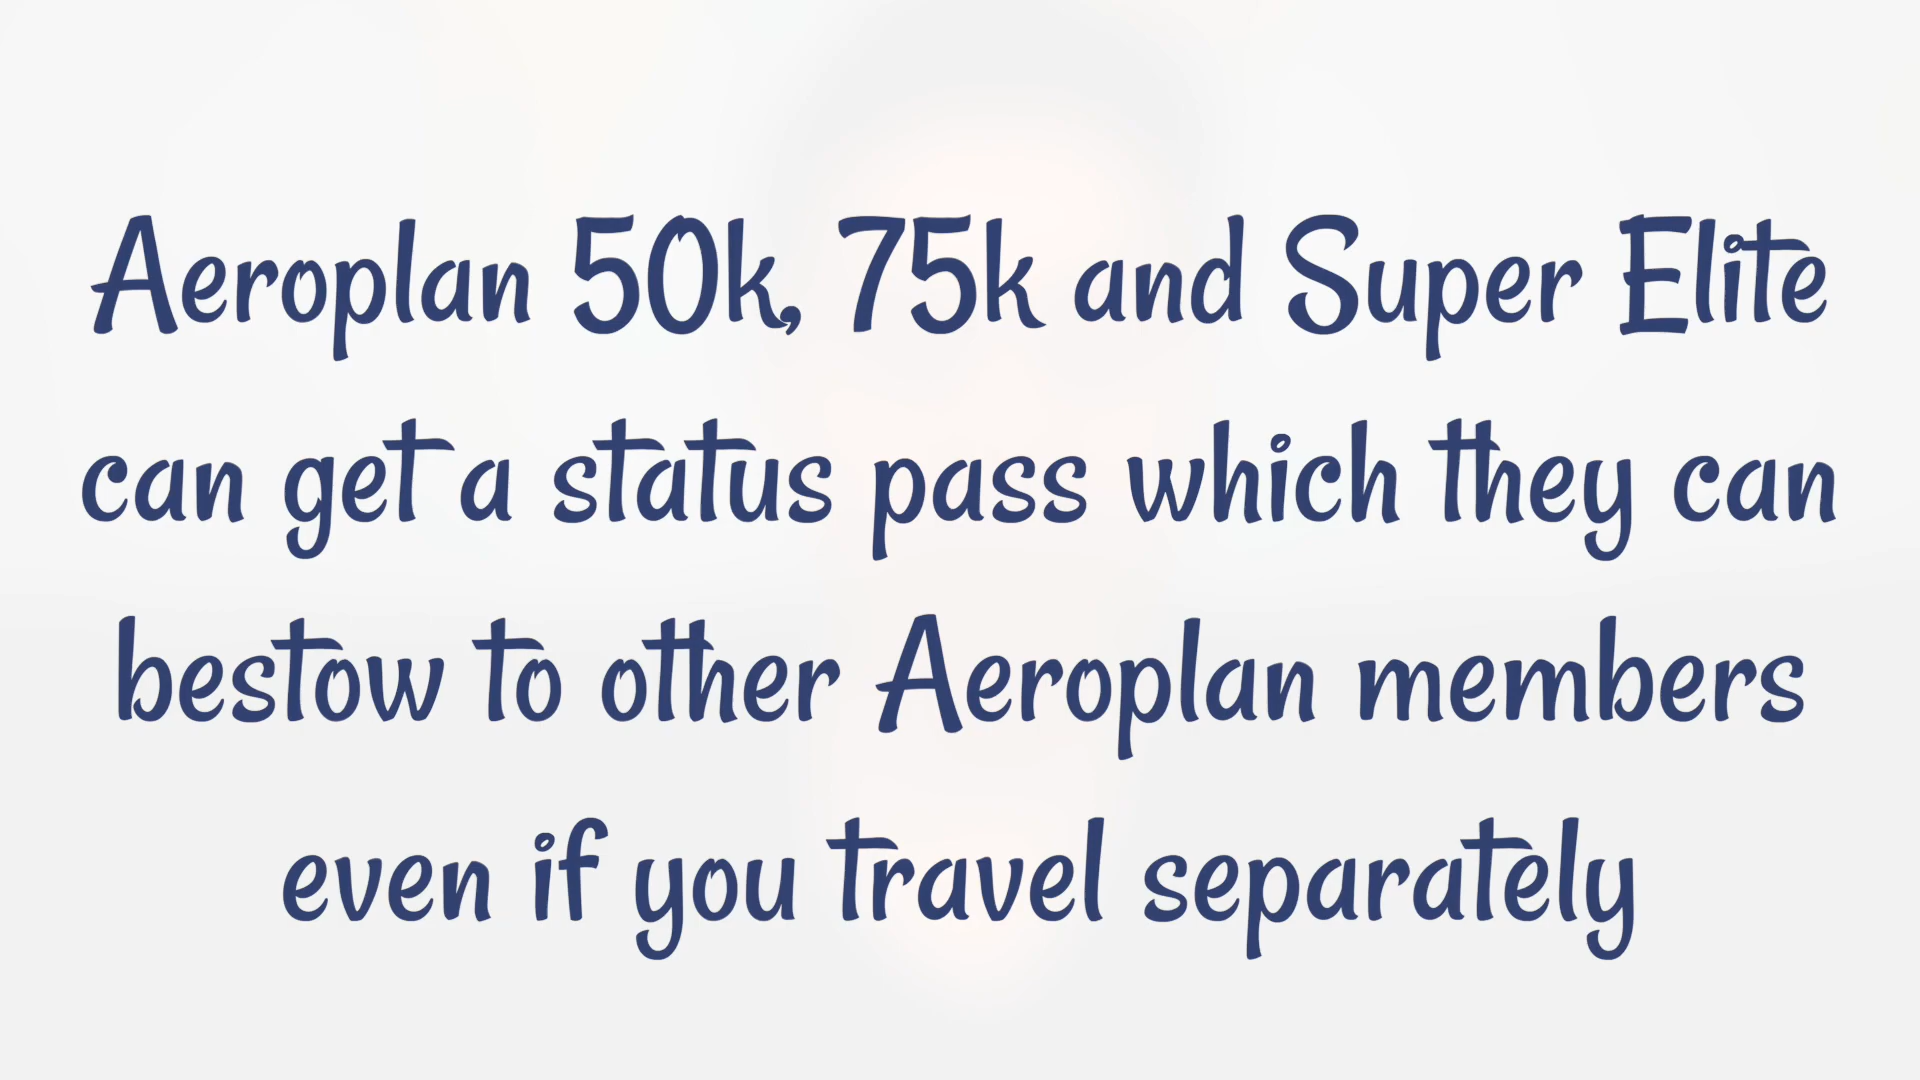 Aeroplan 50k, 75k and Super Elite
can get a status pass which they can
bestow to other Aeroplan members
even if you travel separately